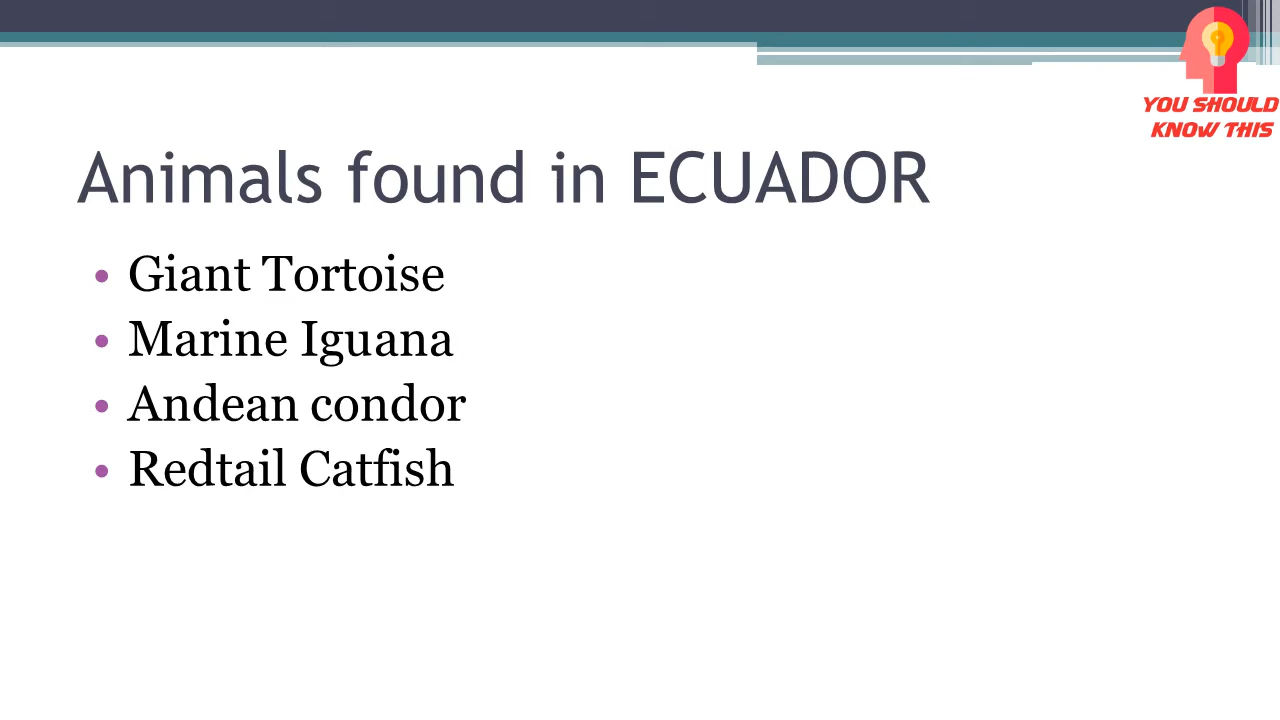 YOU SHOULD
KNOW THIS
Animals found in ECUADOR
• Giant Tortoise
• Marine Iguana
• Andean condor
• Redtail Catfish